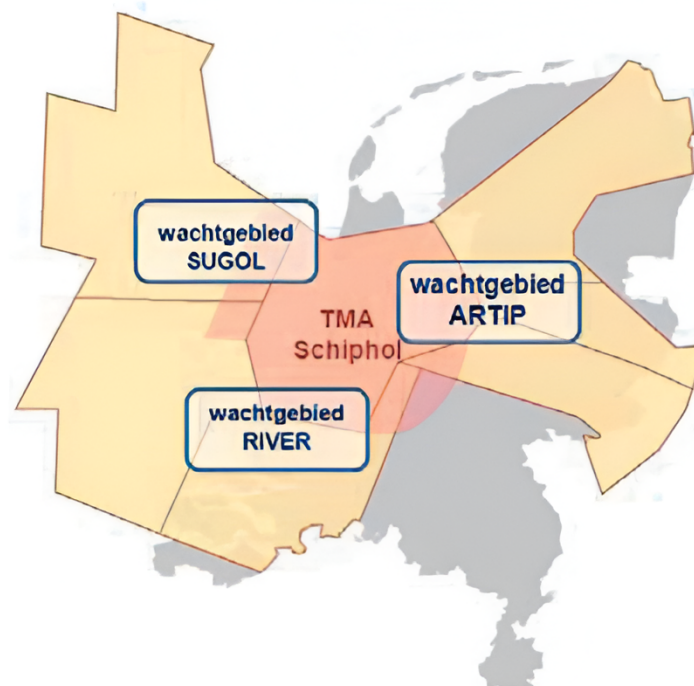 wachtgebied
SUGOL
wachtgebied
ARTIP
TMA
Schiphol
wachtgebied
RIVER